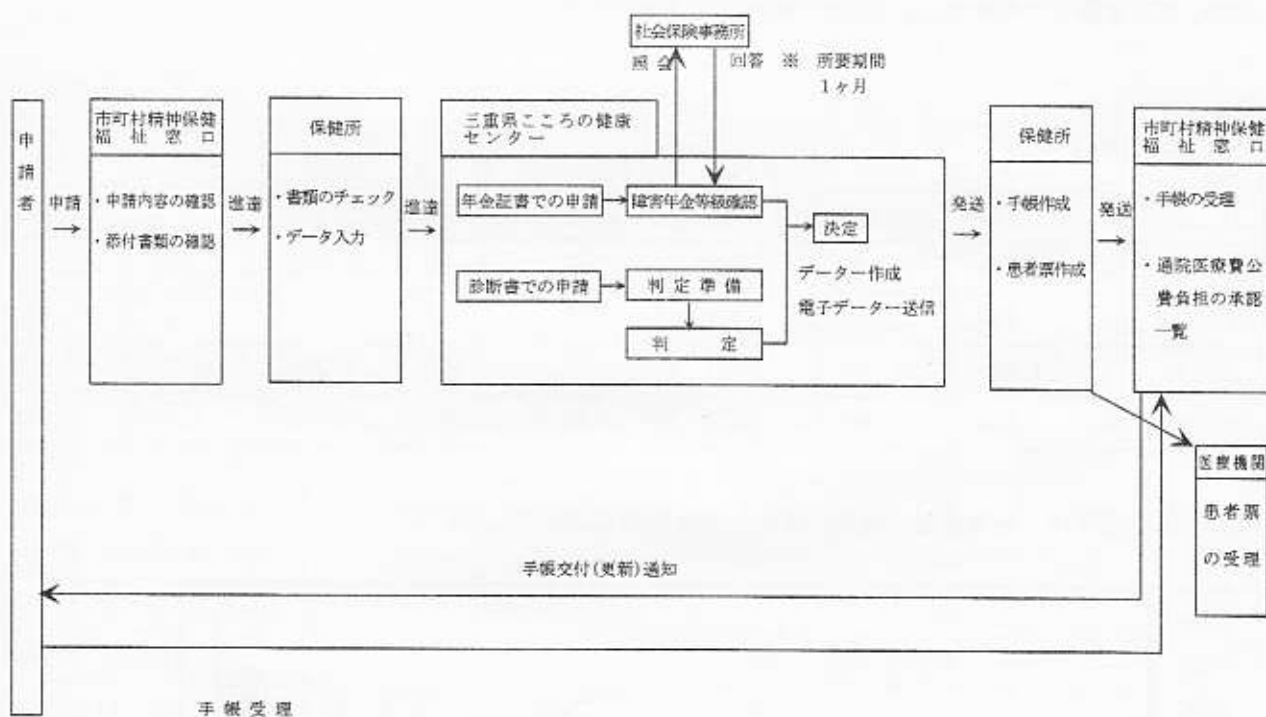 社会保険事務所
照会
回答 ※ 所要期間
1ヶ月
申請者
申請
市町村精神保健
福祉窓口
・申請内容の確認
・添付書類の確認
進達
保健所
・書類のチェック
・データ入力
進達
三重県こころの健康
センター
年金証書での申請
障害年金等級確認
診断書での申請
判定準備
判定
決定
データー作成
電子データー送信
発送
保健所
・手帳作成
・患者票作成
発送
市町村精神保健
福祉窓口
・手帳の受理
・通院医療費公
費負担の承認
一覧
医療機関
患者票
の受理
手帳交付(更新)通知
手帳受理